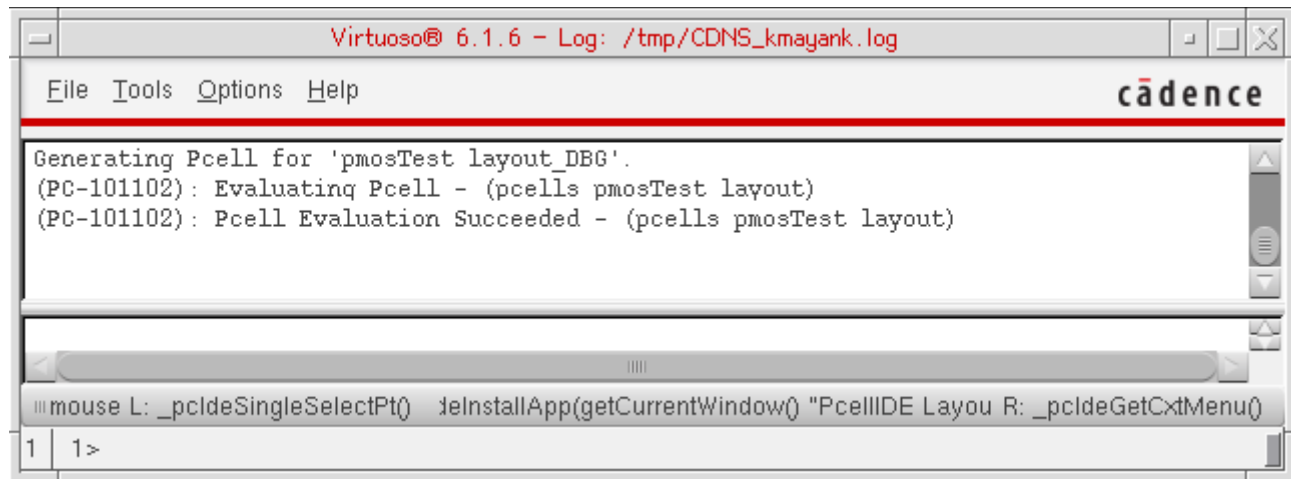 Virtuoso® 6.1.6 - Log: /tmp/CDNS_kmayank.log
File Tools Options Help
cādence
Generating Pcell for 'pmosTest layout_DBG'.
(PC-101102): Evaluating Pcell - (pcells pmosTest layout)
(PC-101102): Pcell Evaluation Succeeded - (pcells pmosTest layout)
mouse L: _pcIdeSingleSelectPt() deInstallApp(getCurrentWindow() "PcellIDE Layou R: _pcIdeGetCxtMenu()
1 1>